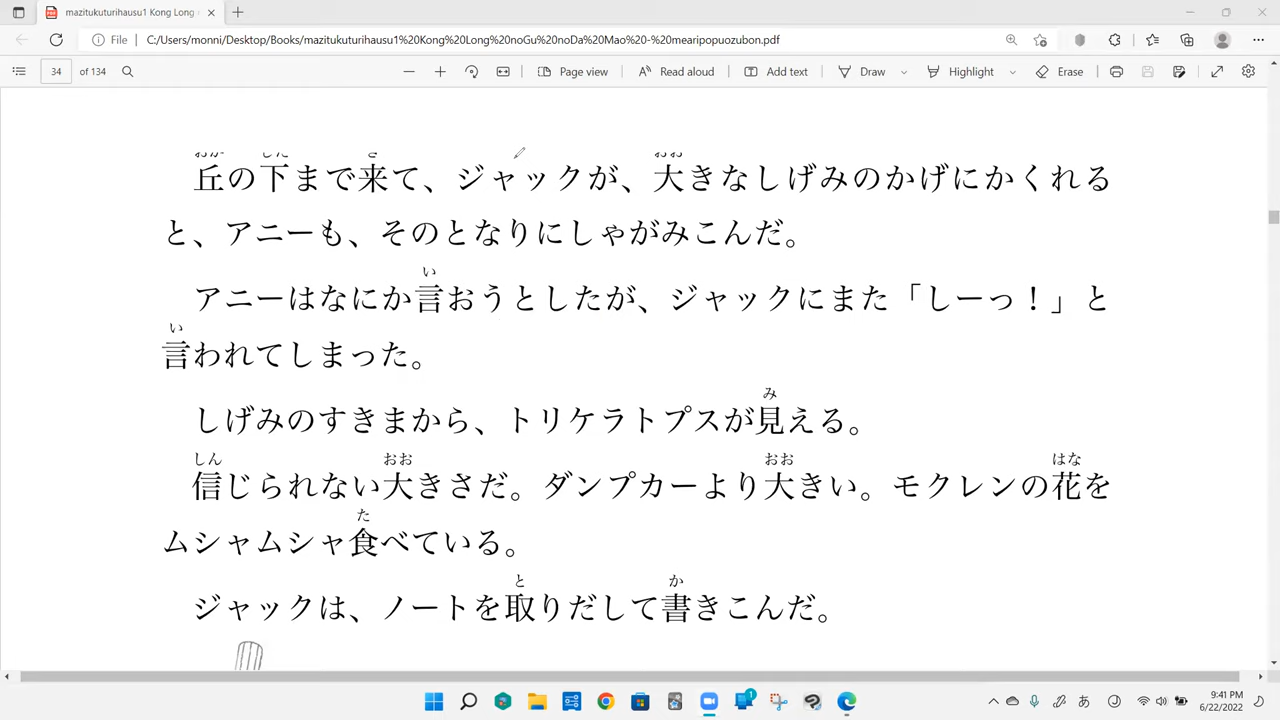 mazitukuturihausu1 Kong Long
File C:/Users/monni/Desktop/Books/mazitukuturihausu1%20Kong%20Long%20noGu%20noDa%20Mao%20-%20mearipopuozubon.pdf
34 of 134 Page view Read aloud Add text Draw Highlight Erase
おか した き おお
丘の下まで来て、ジャックが、大きなしげみのかげにかくれる
と、アニーも、そのとなりにしゃがみこんだ。
い
アニーはなにか言おうとしたが、ジャックにまた「しーっ！」と
い
言われてしまった。
み
しげみのすきまから、トリケラトプスが見える。
しん おお おお はな
信じられない大きさだ。ダンプカーより大きい。モクレンの花を
た
ムシャムシャ食べている。
と か
ジャックは、ノートを取りだして書きこんだ。
あ 9:41 PM
6/22/2022